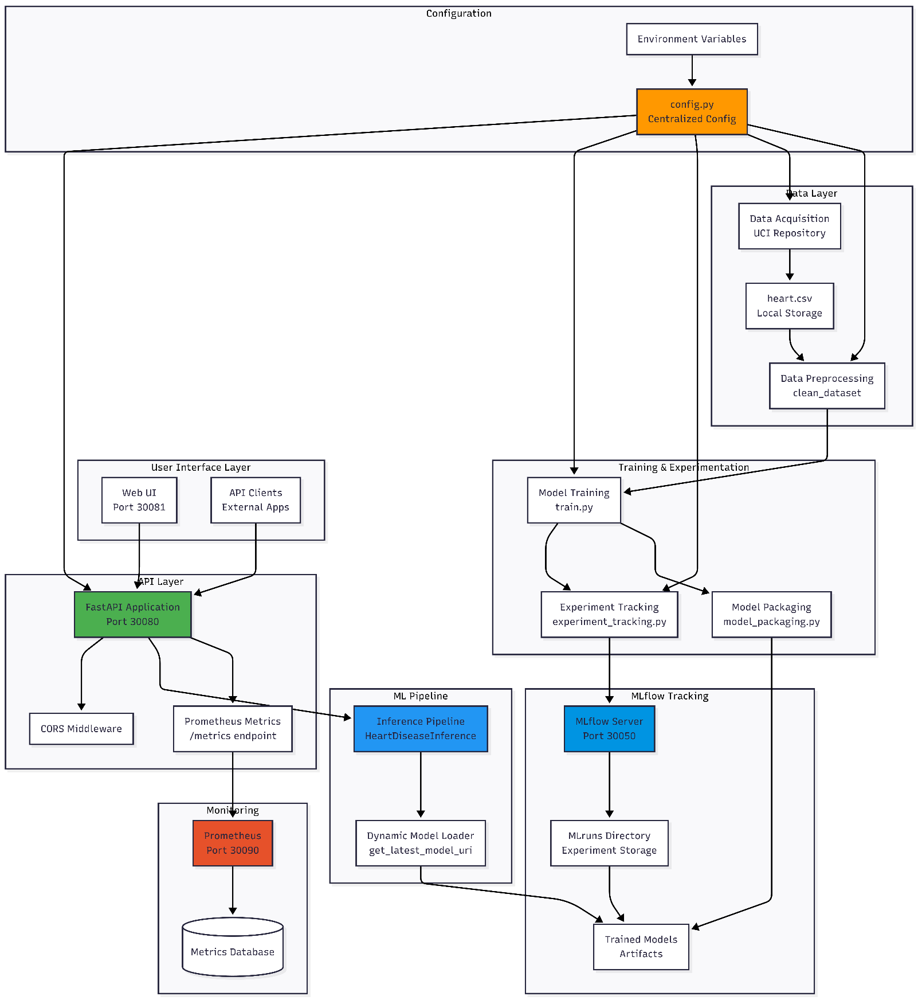 Configuration
Environment Variables
config.py
Centralized Config
Data Layer
Data Acquisition
UCI Repository
heart.csv
Local Storage
Data Preprocessing
clean_dataset
User Interface Layer
Web UI
Port 30081
API Clients
External Apps
Training & Experimentation
Model Training
train.py
API Layer
FastAPI Application
Port 30080
Experiment Tracking
experiment_tracking.py
Model Packaging
model_packaging.py
CORS Middleware
Prometheus Metrics
/metrics endpoint
ML Pipeline
Inference Pipeline
HeartDiseaseInference
MLflow Tracking
MLflow Server
Port 30050
Monitoring
Prometheus
Port 30090
Dynamic Model Loader
get_latest_model_uri
MLruns Directory
Experiment Storage
Metrics Database
Trained Models
Artifacts